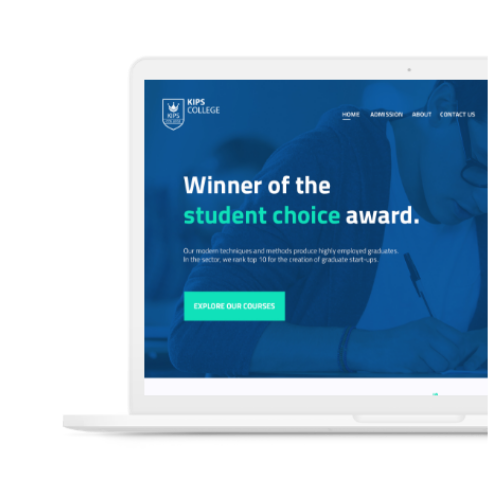 KIPS
COLLEGE
KIPS
HOME ADMISSION ABOUT CONTACT US
Winner of the
student choice award.
Our modern techniques and methods produce highly employed graduates.
In the sector, we rank top 10 for the creation of graduate start-ups.
EXPLORE OUR COURSES